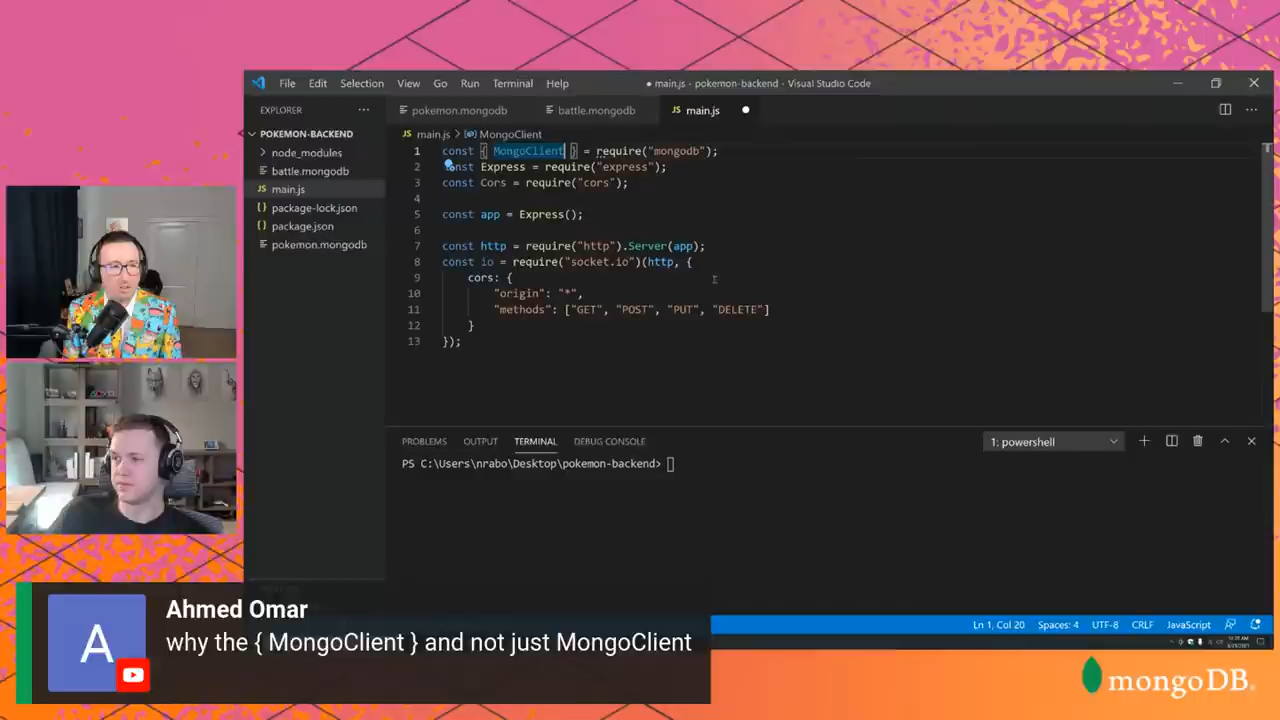 File Edit Selection View Go Run Terminal Help
● main.js - pokemon-backend - Visual Studio Code
EXPLORER
pokemon.mongodb
battle.mongodb
JS main.js
POKEMON-BACKEND
node_modules
battle.mongodb
JS main.js
{} package-lock.json
{} package.json
pokemon.mongodb
main.js > MongoClient
1 const { MongoClient } = require("mongodb");
2 const Express = require("express");
3 const Cors = require("cors");
4
5 const app = Express();
6
7 const http = require("http").Server(app);
8 const io = require("socket.io")(http, {
9 cors: {
10 "origin": "*",
11 "methods": ["GET", "POST", "PUT", "DELETE"]
12 }
13 });
PROBLEMS OUTPUT TERMINAL DEBUG CONSOLE
1: powershell
PS C:\Users\nrabo\Desktop\pokemon-backend>
Ln 1, Col 20 Spaces: 4 UTF-8 CRLF JavaScript
A
Ahmed Omar
why the { MongoClient } and not just MongoClient
mongoDB.